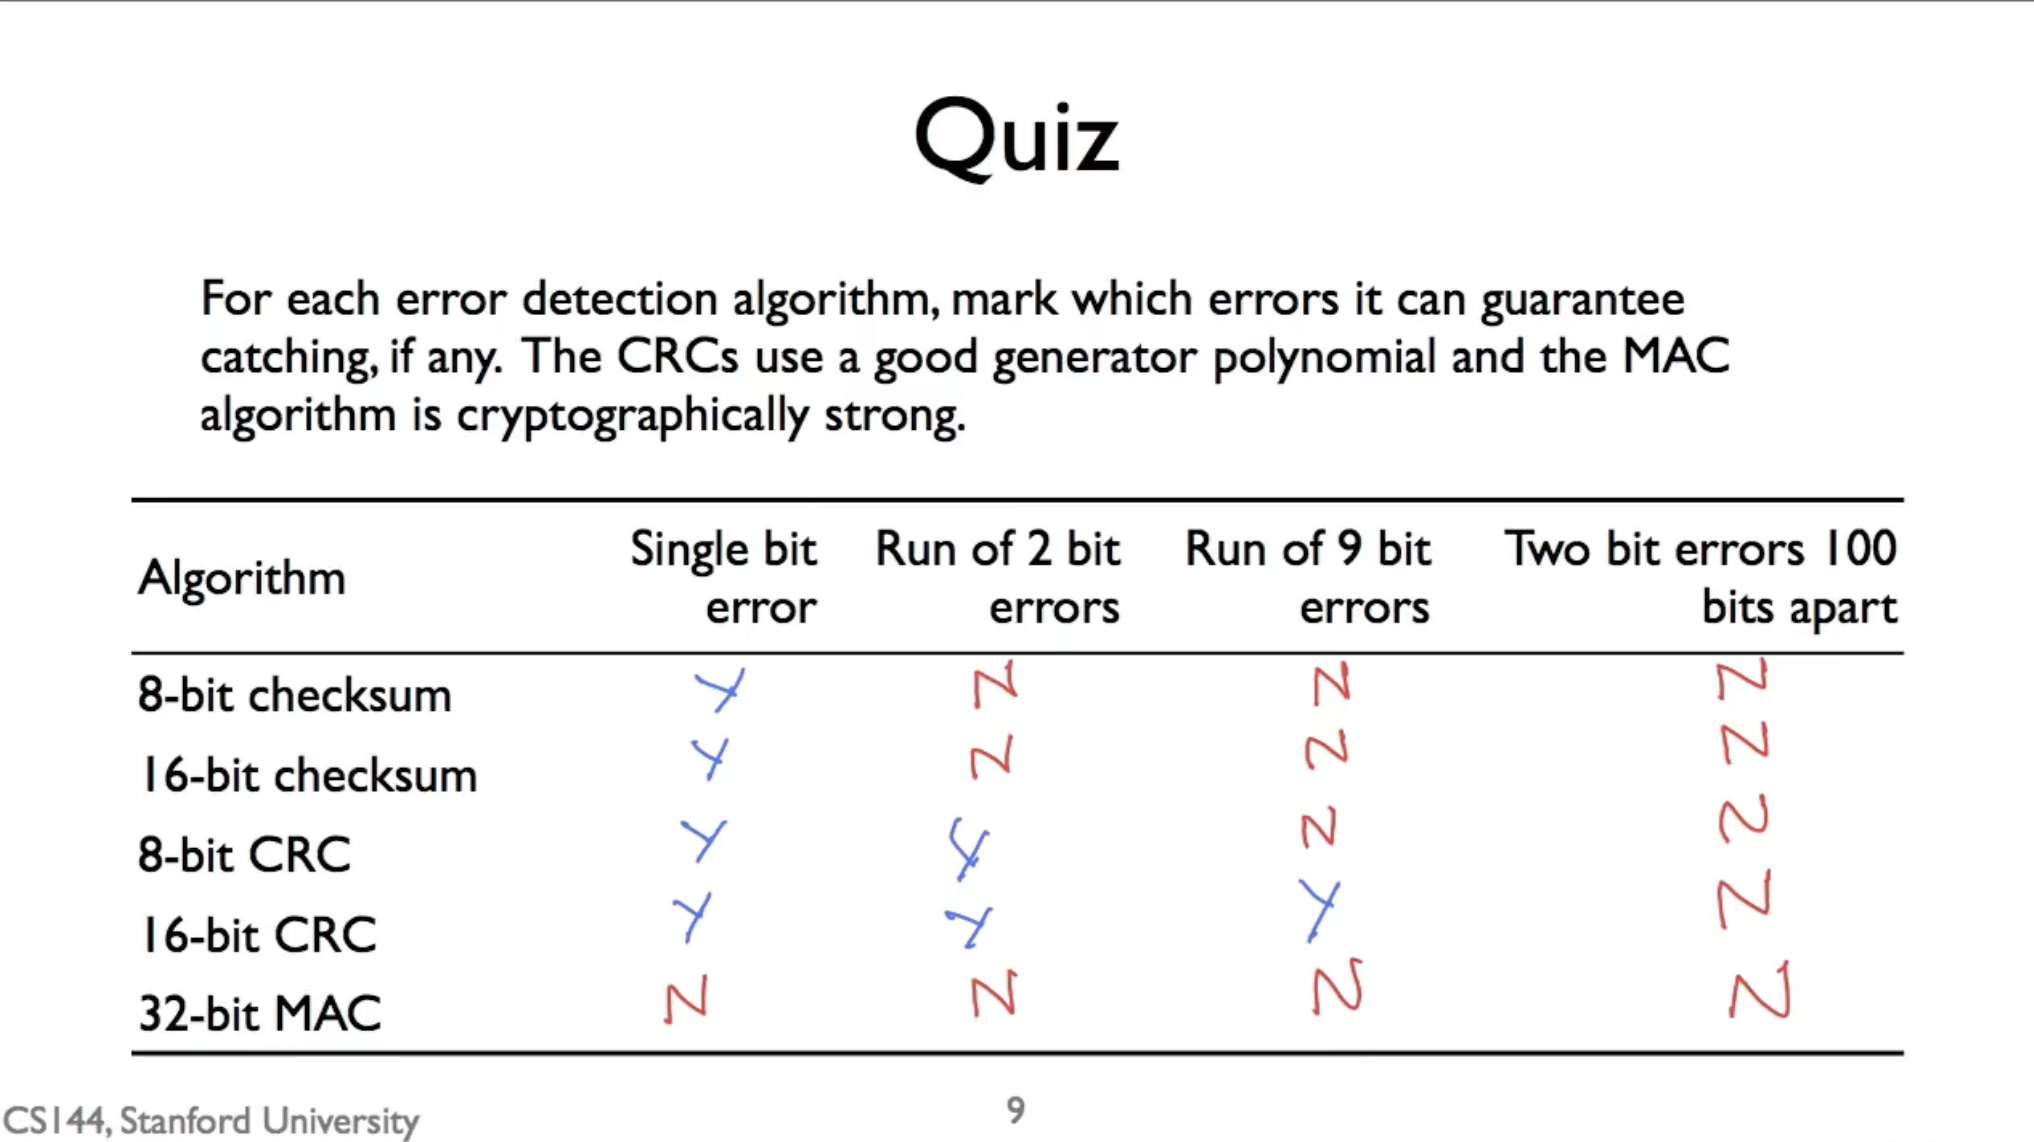 Quiz
For each error detection algorithm, mark which errors it can guarantee
catching, if any. The CRCs use a good generator polynomial and the MAC
algorithm is cryptographically strong.
Algorithm Single bit error Run of 2 bit errors Run of 9 bit errors Two bit errors 100 bits apart
8-bit checksum Y N N N
16-bit checksum Y N N N
8-bit CRC Y Y N N
16-bit CRC Y Y Y N
32-bit MAC N N N N
CS144, Stanford University 9